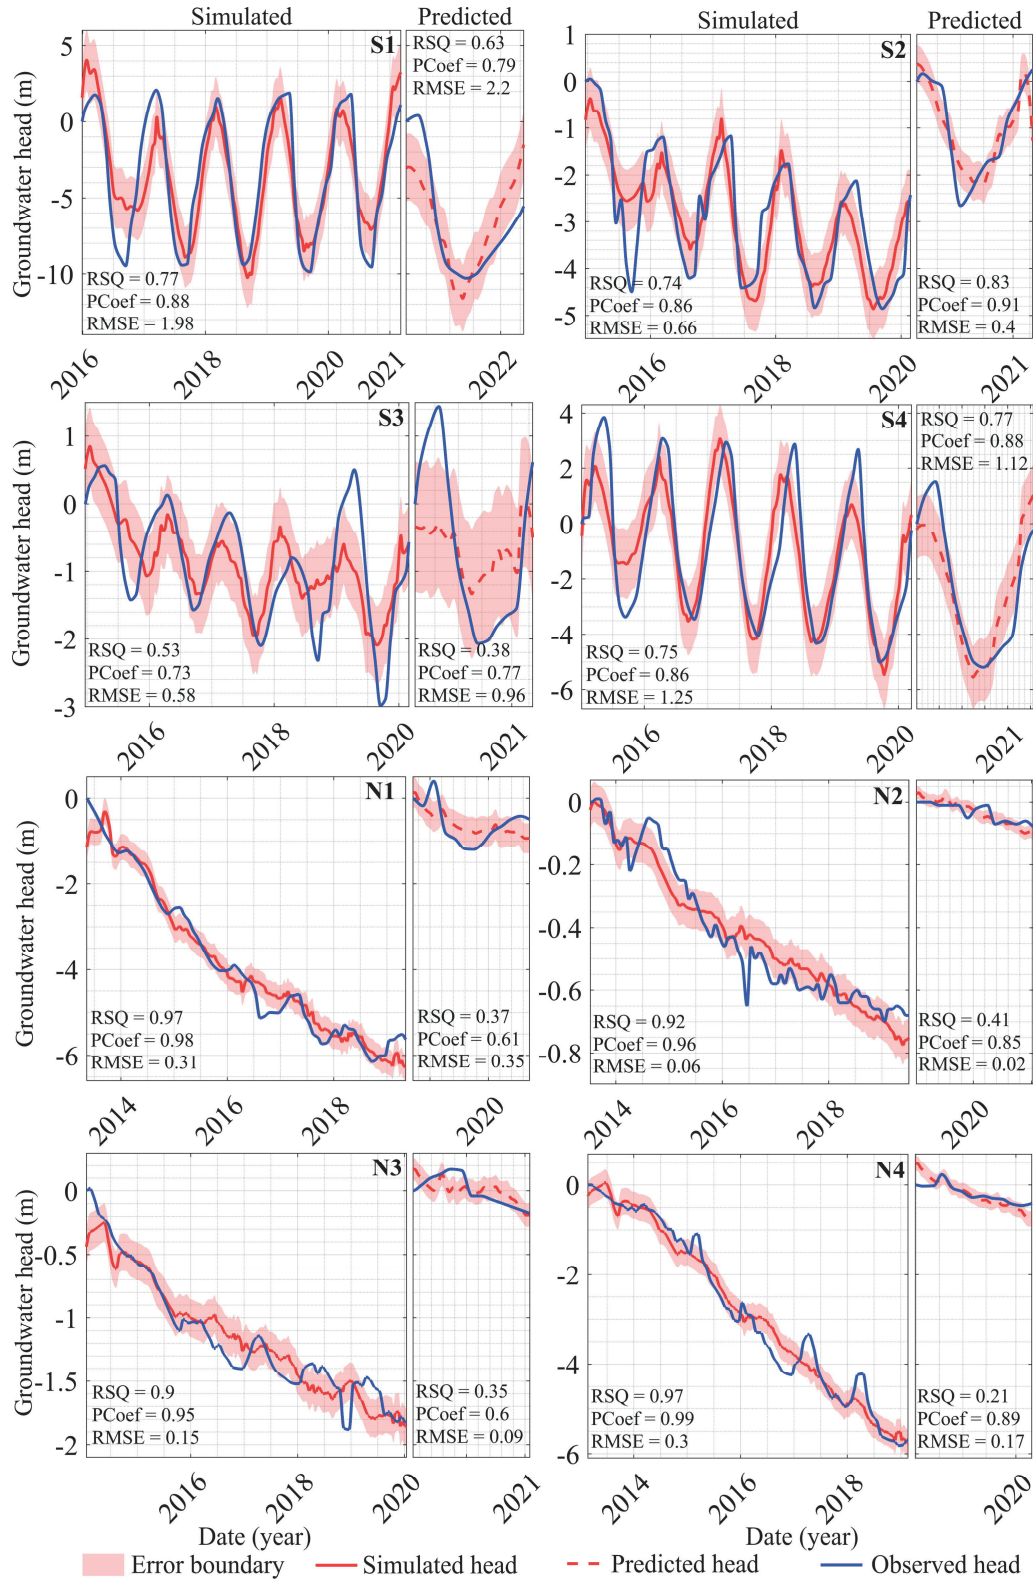 Simulated Predicted Simulated Predicted
Groundwater head (m)
S1
5
0
-5
-10
RSQ = 0.77
PCoef = 0.88
RMSE = 1.98
RSQ = 0.63
PCoef = 0.79
RMSE = 2.2
2016 2018 2020 2021 2022
S2
1
0
-1
-2
-3
-4
-5
RSQ = 0.74
PCoef = 0.86
RMSE = 0.66
RSQ = 0.83
PCoef = 0.91
RMSE = 0.4
2016 2018 2020 2021
Groundwater head (m)
S3
1
0
-1
-2
-3
RSQ = 0.53
PCoef = 0.73
RMSE = 0.58
RSQ = 0.38
PCoef = 0.77
RMSE = 0.96
2016 2018 2020 2021
S4
4
2
0
-2
-4
-6
RSQ = 0.75
PCoef = 0.86
RMSE = 1.25
RSQ = 0.77
PCoef = 0.88
RMSE = 1.12
2016 2018 2020 2021
Groundwater head (m)
N1
0
-2
-4
-6
RSQ = 0.97
PCoef = 0.98
RMSE = 0.31
RSQ = 0.37
PCoef = 0.61
RMSE = 0.35
2014 2016 2018 2020
N2
0
-0.2
-0.4
-0.6
-0.8
RSQ = 0.92
PCoef = 0.96
RMSE = 0.06
RSQ = 0.41
PCoef = 0.85
RMSE = 0.02
2014 2016 2018 2020
Groundwater head (m)
N3
0
-0.5
-1
-1.5
-2
RSQ = 0.9
PCoef = 0.95
RMSE = 0.15
RSQ = 0.35
PCoef = 0.6
RMSE = 0.09
2016 2018 2020 2021
N4
0
-2
-4
-6
RSQ = 0.97
PCoef = 0.99
RMSE = 0.3
RSQ = 0.21
PCoef = 0.89
RMSE = 0.17
2014 2016 2018 2020
Date (year) Date (year)
Error boundary Simulated head Predicted head Observed head